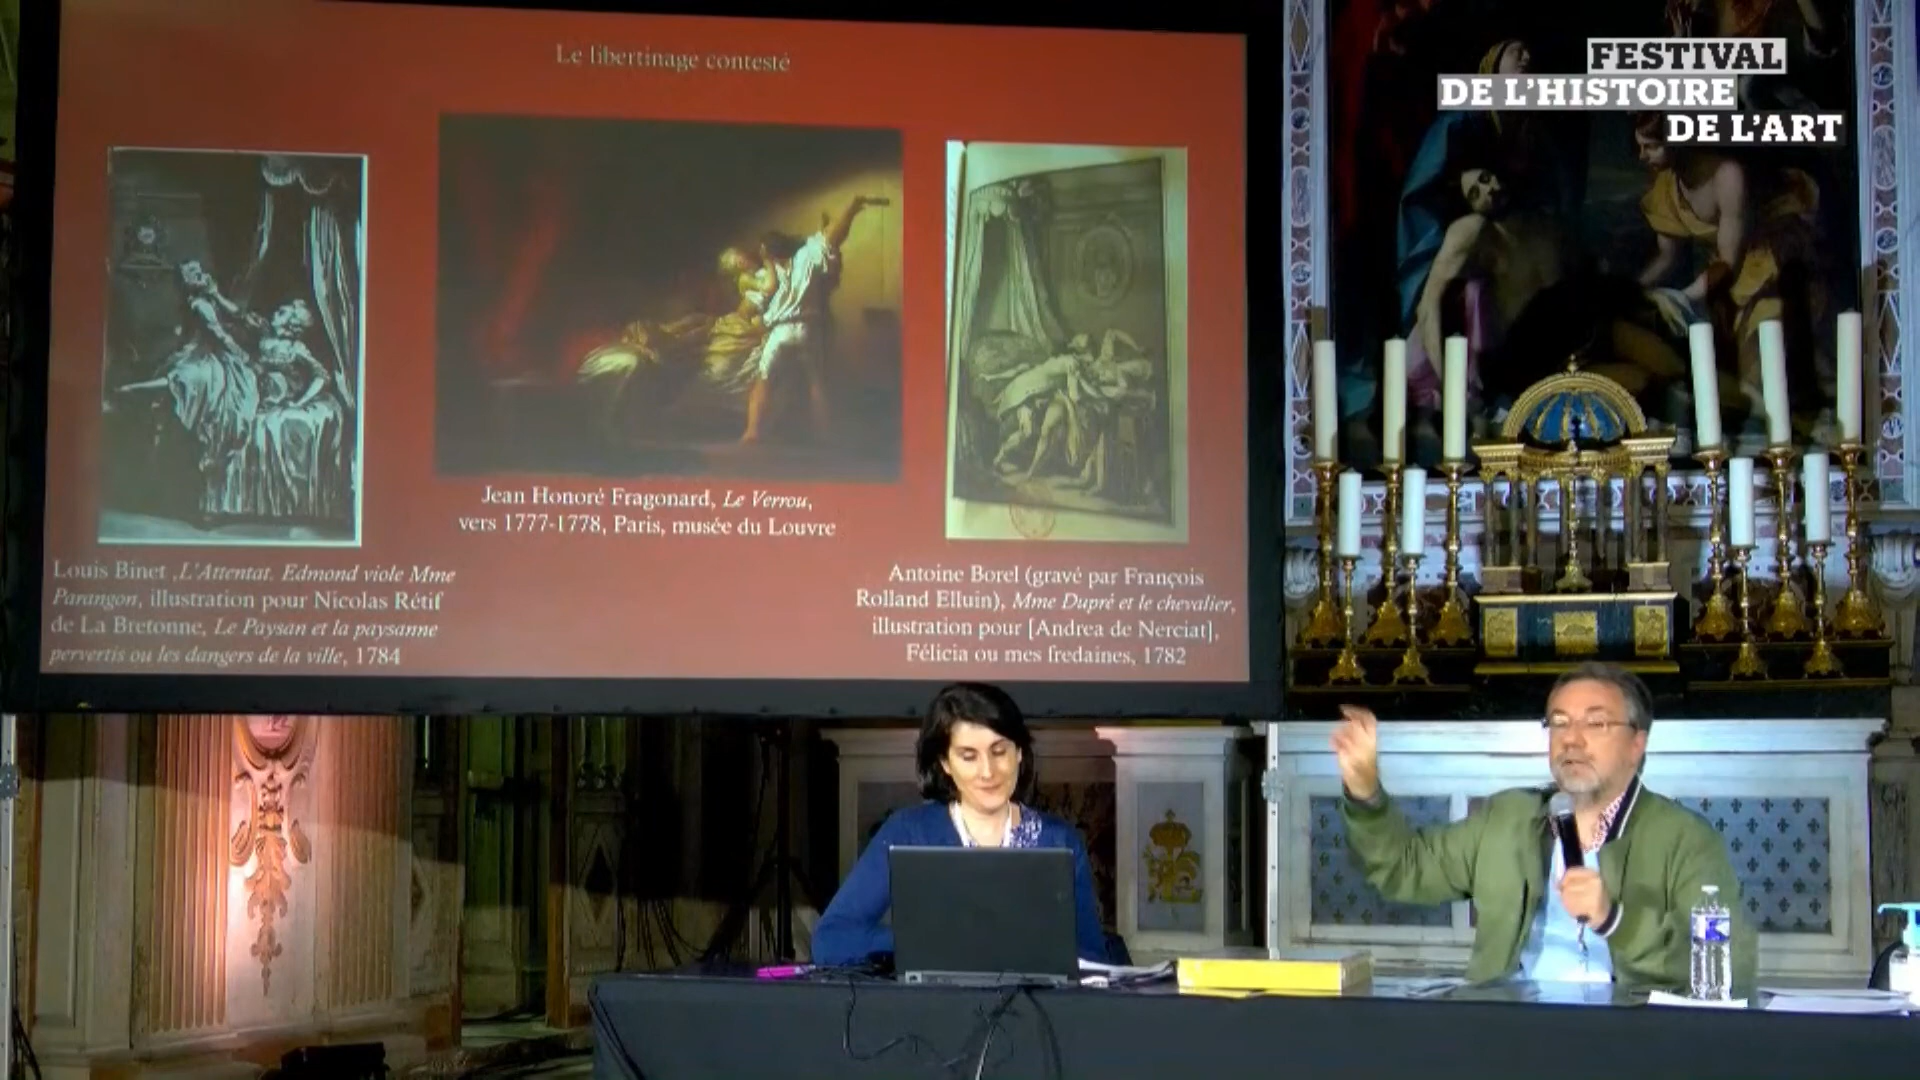 Le libertinage contesté
FESTIVAL
DE L'HISTOIRE
DE L'ART
Jean Honoré Fragonard, Le Verrou,
vers 1777-1778, Paris, musée du Louvre
Louis Binet ,L'Attentat. Edmond viole Mme
Parangon, illustration pour Nicolas Rétif
de La Bretonne, Le Paysan et la paysanne
pervertis ou les dangers de la ville, 1784
Antoine Borel (gravé par François
Rolland Elluin), Mme Dupré et le chevalier,
illustration pour [Andrea de Nerciat],
Félicia ou mes fredaines, 1782